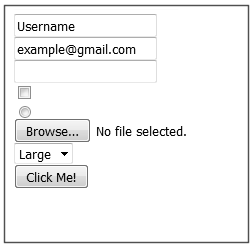 Username
example@gmail.com
Browse... No file selected.
Large
Click Me!